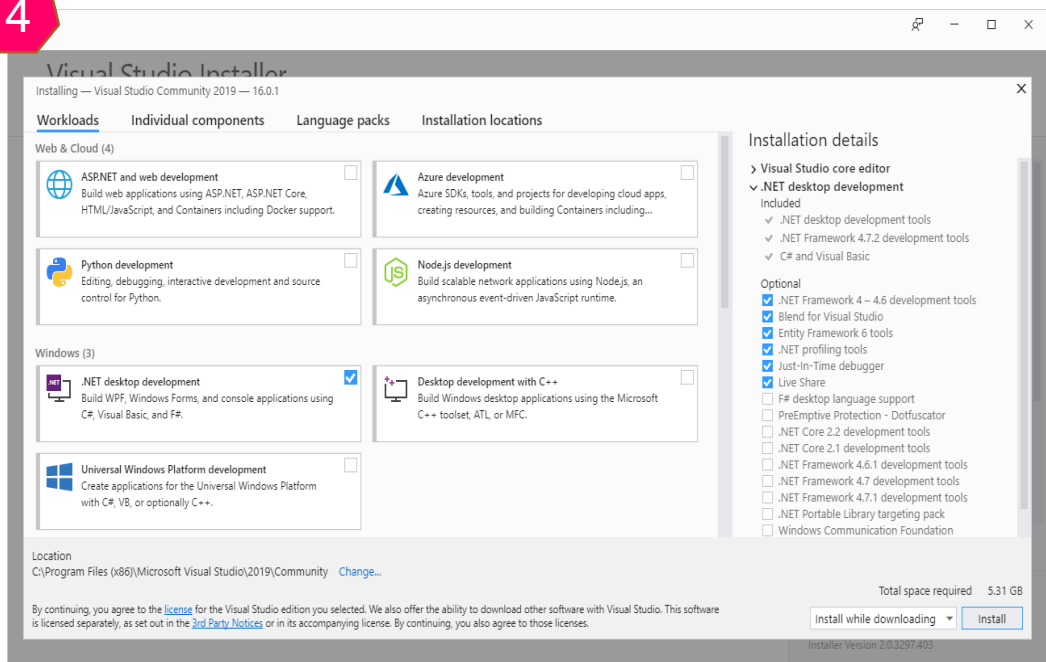 4
Visual Studio Installer
Installing — Visual Studio Community 2019 — 16.0.1
Workloads Individual components Language packs Installation locations
Web & Cloud (4)
ASP.NET and web development
Build web applications using ASP.NET, ASP.NET Core,
HTML/JavaScript, and Containers including Docker support.
Azure development
Azure SDKs, tools, and projects for developing cloud apps,
creating resources, and building Containers including...
Python development
Editing, debugging, interactive development and source
control for Python.
Node.js development
Build scalable network applications using Node.js, an
asynchronous event-driven JavaScript runtime.
Windows (3)
.NET desktop development
Build WPF, Windows Forms, and console applications using
C#, Visual Basic, and F#.
Desktop development with C++
Build Windows desktop applications using the Microsoft
C++ toolset, ATL, or MFC.
Universal Windows Platform development
Create applications for the Universal Windows Platform
with C#, VB, or optionally C++.
Installation details
Visual Studio core editor
.NET desktop development
Included
.NET desktop development tools
.NET Framework 4.7.2 development tools
C# and Visual Basic
Optional
.NET Framework 4 – 4.6 development tools
Blend for Visual Studio
Entity Framework 6 tools
.NET profiling tools
Just-In-Time debugger
Live Share
F# desktop language support
PreEmptive Protection - Dotfuscator
.NET Core 2.2 development tools
.NET Core 2.1 development tools
.NET Framework 4.6.1 development tools
.NET Framework 4.7 development tools
.NET Framework 4.7.1 development tools
.NET Portable Library targeting pack
Windows Communication Foundation
Location
C:\Program Files (x86)\Microsoft Visual Studio\2019\Community Change...
Total space required 5.31 GB
By continuing, you agree to the license for the Visual Studio edition you selected. We also offer the ability to download other software with Visual Studio. This software
is licensed separately, as set out in the 3rd Party Notices or in its accompanying license. By continuing, you also agree to those licenses.
Install while downloading Install
Installer Version 2.0.3297.403